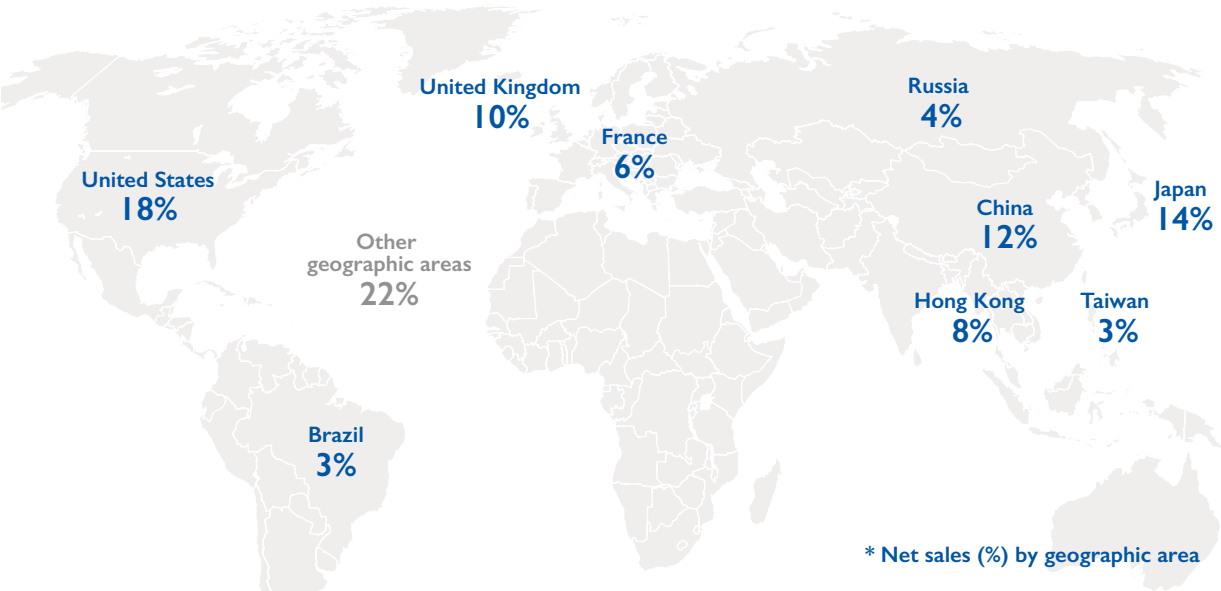 United Kingdom
10%
Russia
4%
France
6%
United States
18%
Japan
14%
China
12%
Other
geographic areas
22%
Hong Kong
8%
Taiwan
3%
Brazil
3%
* Net sales (%) by geographic area